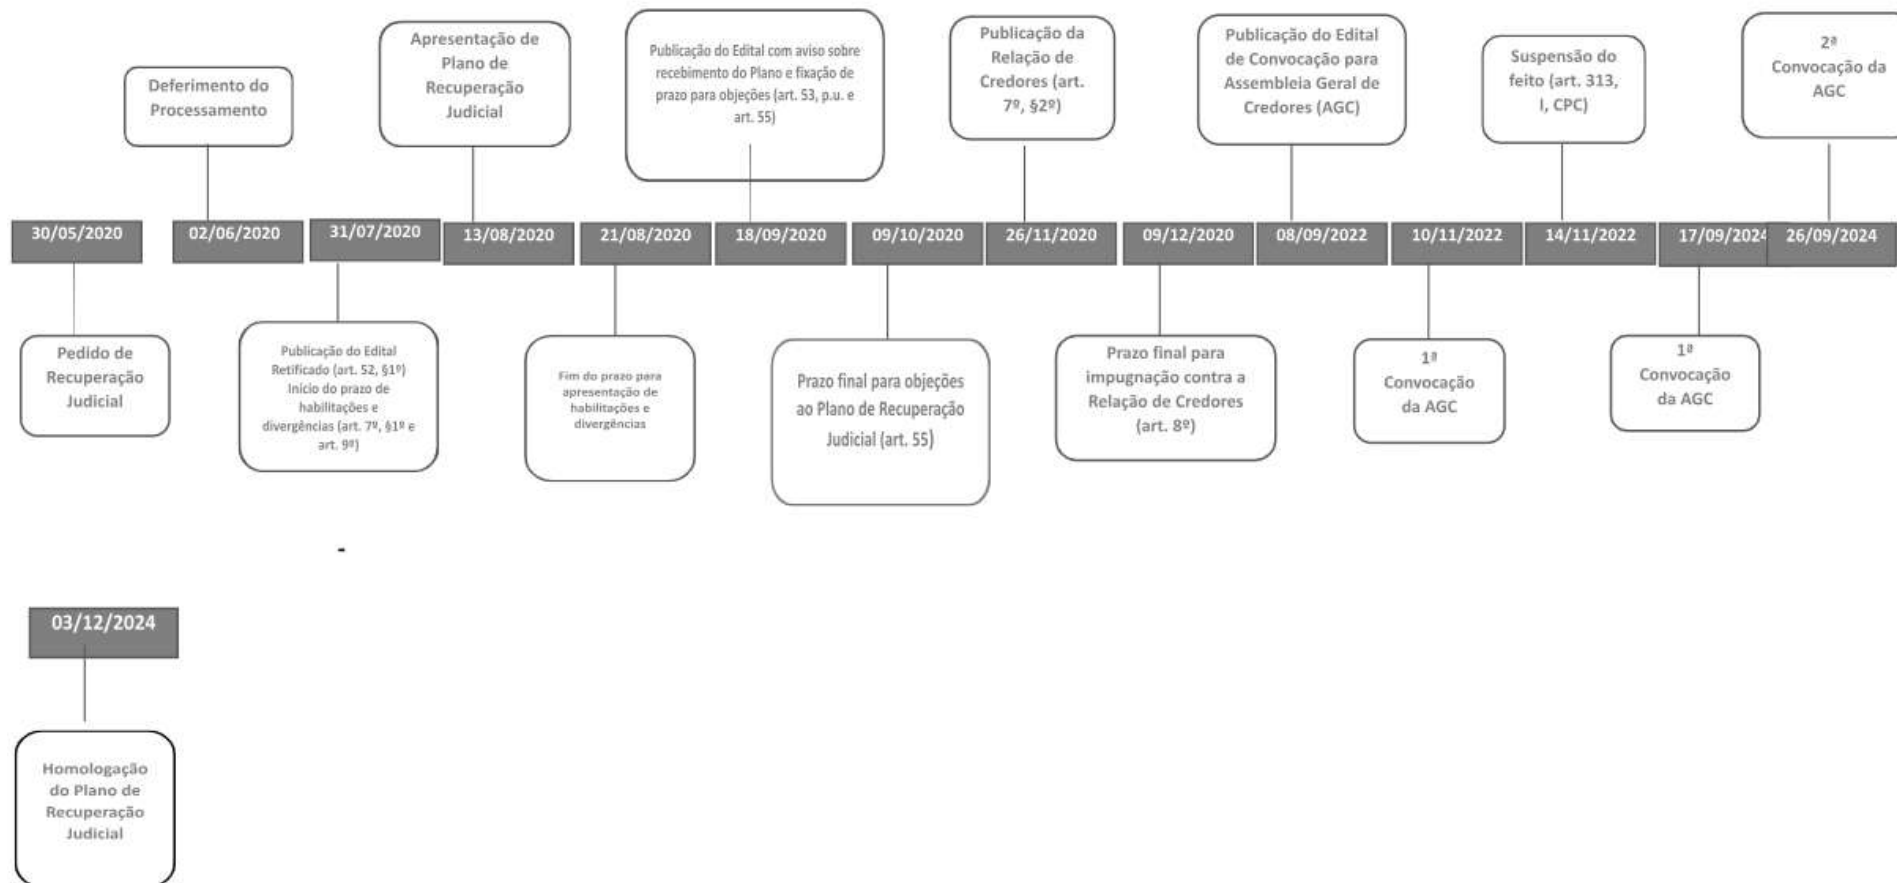 Deferimento do
Processamento
Apresentação de
Plano de
Recuperação
Judicial
Publicação do Edital com aviso sobre
recebimento do Plano e fixação de
prazo para objeções (art. 53, p.u. e
art. 55)
Publicação da
Relação de
Credores (art.
7º, §2º)
Publicação do Edital
de Convocação para
Assembleia Geral de
Credores (AGC)
Suspensão do
feito (art. 313,
I, CPC)
2ª
Convocação da
AGC
30/05/2020
02/06/2020
31/07/2020
13/08/2020
21/08/2020
18/09/2020
09/10/2020
26/11/2020
09/12/2020
08/09/2022
10/11/2022
14/11/2022
17/09/2024
26/09/2024
Pedido de
Recuperação
Judicial
Publicação do Edital
Retificado (art. 52, §1º)
Início do prazo de
habilitações e
divergências (art. 7º, §1º e
art. 9º)
Fim do prazo para
apresentação de
habilitações e
divergências
Prazo final para objeções
ao Plano de Recuperação
Judicial (art. 55)
Prazo final para
impugnação contra a
Relação de Credores
(art. 8º)
1ª
Convocação
da AGC
1ª
Convocação
da AGC
-
03/12/2024
Homologação
do Plano de
Recuperação
Judicial